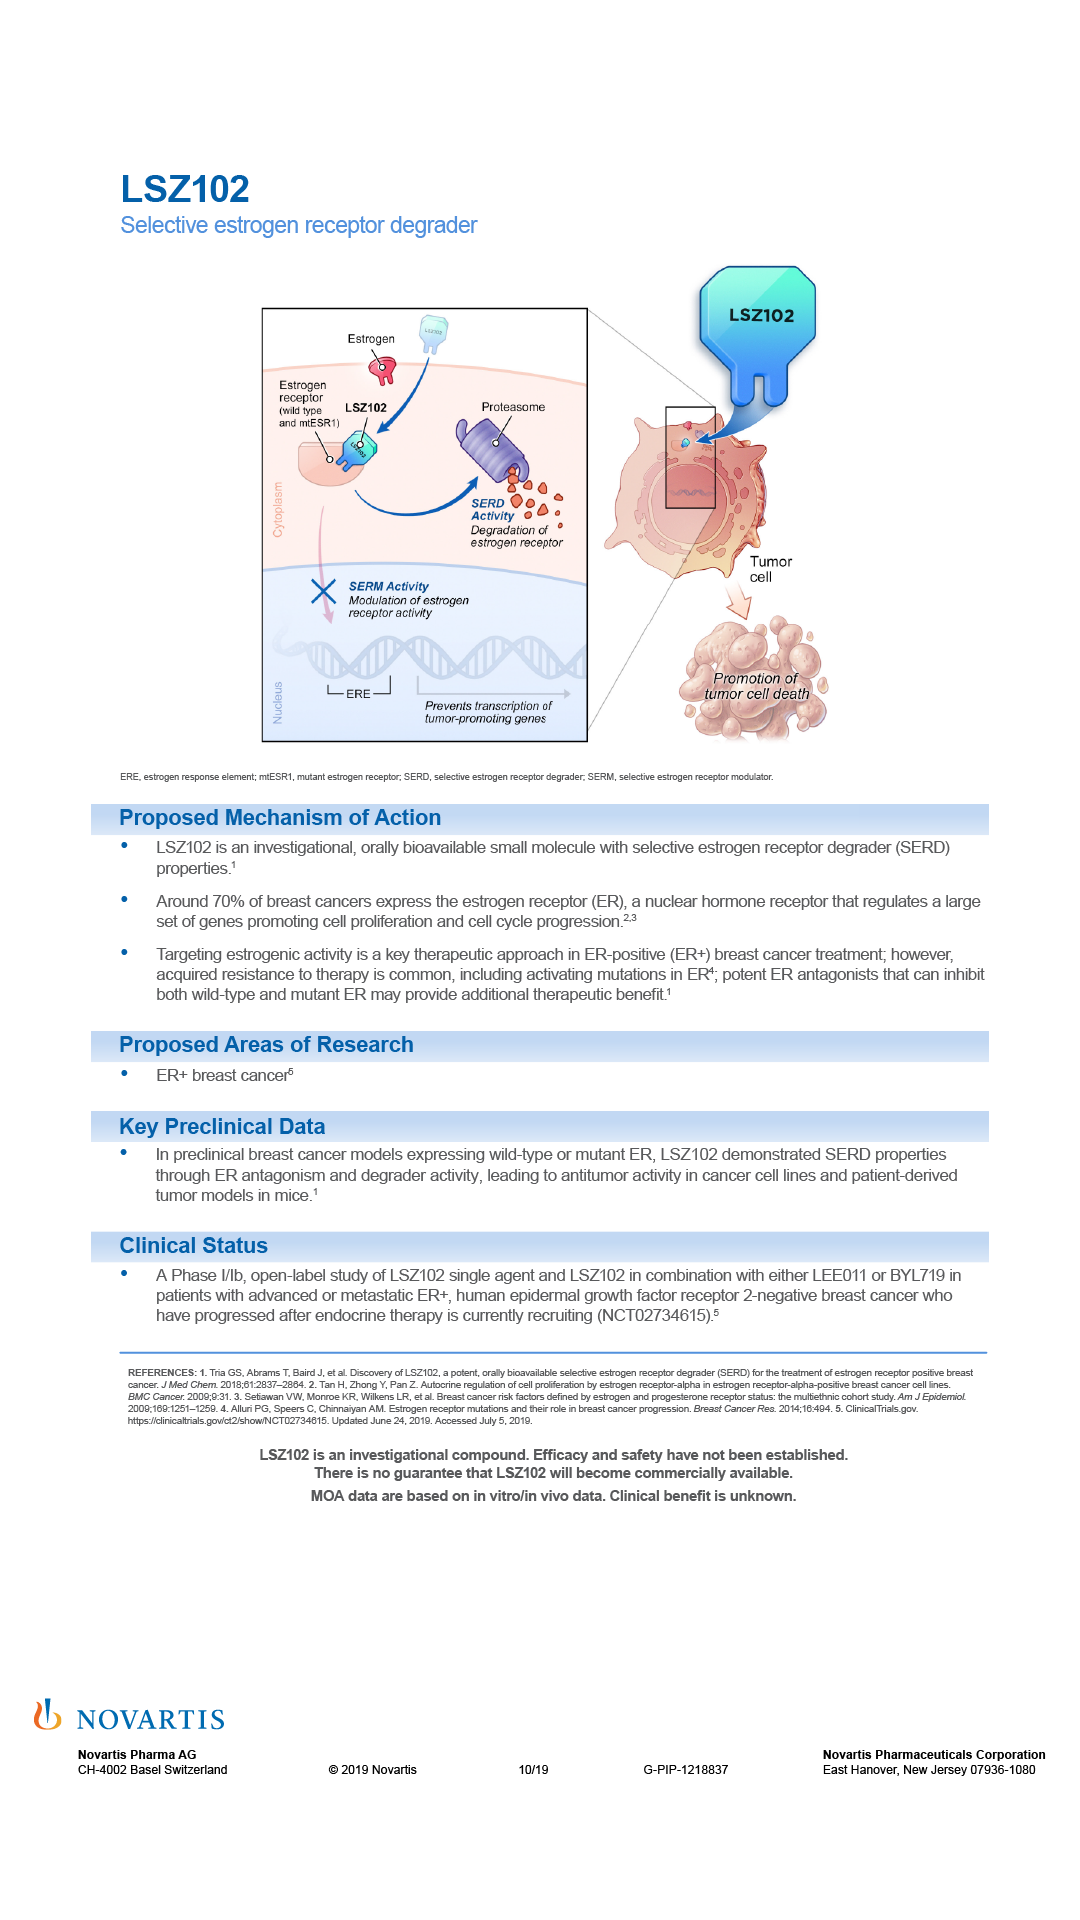 LSZ102
Selective estrogen receptor degrader
LSZ102
LSZ102
Estrogen
Estrogen
receptor
(wild type
and mtESR1)
LSZ102
LSZ102
Proteasome
Cytoplasm
SERD
Activity
Degradation of
estrogen receptor
Tumor
cell
SERM Activity
Modulation of estrogen
receptor activity
Promotion of
tumor cell death
Nucleus
ERE
Prevents transcription of
tumor-promoting genes
ERE, estrogen response element; mtESR1, mutant estrogen receptor; SERD, selective estrogen receptor degrader; SERM, selective estrogen receptor modulator.
Proposed Mechanism of Action
• LSZ102 is an investigational, orally bioavailable small molecule with selective estrogen receptor degrader (SERD)
properties.¹
• Around 70% of breast cancers express the estrogen receptor (ER), a nuclear hormone receptor that regulates a large
set of genes promoting cell proliferation and cell cycle progression.²,³
• Targeting estrogenic activity is a key therapeutic approach in ER-positive (ER+) breast cancer treatment; however,
acquired resistance to therapy is common, including activating mutations in ER⁴; potent ER antagonists that can inhibit
both wild-type and mutant ER may provide additional therapeutic benefit.¹
Proposed Areas of Research
• ER+ breast cancer⁵
Key Preclinical Data
• In preclinical breast cancer models expressing wild-type or mutant ER, LSZ102 demonstrated SERD properties
through ER antagonism and degrader activity, leading to antitumor activity in cancer cell lines and patient-derived
tumor models in mice.¹
Clinical Status
• A Phase I/Ib, open-label study of LSZ102 single agent and LSZ102 in combination with either LEE011 or BYL719 in
patients with advanced or metastatic ER+, human epidermal growth factor receptor 2-negative breast cancer who
have progressed after endocrine therapy is currently recruiting (NCT02734615).⁵
REFERENCES: 1. Tria GS, Abrams T, Baird J, et al. Discovery of LSZ102, a potent, orally bioavailable selective estrogen receptor degrader (SERD) for the treatment of estrogen receptor positive breast
cancer. J Med Chem. 2018;61:2837–2864. 2. Tan H, Zhong Y, Pan Z. Autocrine regulation of cell proliferation by estrogen receptor-alpha in estrogen receptor-alpha-positive breast cancer cell lines.
BMC Cancer. 2009;9:31. 3. Setiawan VW, Monroe KR, Wilkens LR, et al. Breast cancer risk factors defined by estrogen and progesterone receptor status: the multiethnic cohort study. Am J Epidemiol.
2009;169:1251–1259. 4. Alluri PG, Speers C, Chinnaiyan AM. Estrogen receptor mutations and their role in breast cancer progression. Breast Cancer Res. 2014;16:494. 5. ClinicalTrials.gov.
https://clinicaltrials.gov/ct2/show/NCT02734615. Updated June 24, 2019. Accessed July 5, 2019.
LSZ102 is an investigational compound. Efficacy and safety have not been established.
There is no guarantee that LSZ102 will become commercially available.
MOA data are based on in vitro/in vivo data. Clinical benefit is unknown.
NOVARTIS
Novartis Pharma AG
CH-4002 Basel Switzerland
© 2019 Novartis
10/19
G-PIP-1218837
Novartis Pharmaceuticals Corporation
East Hanover, New Jersey 07936-1080